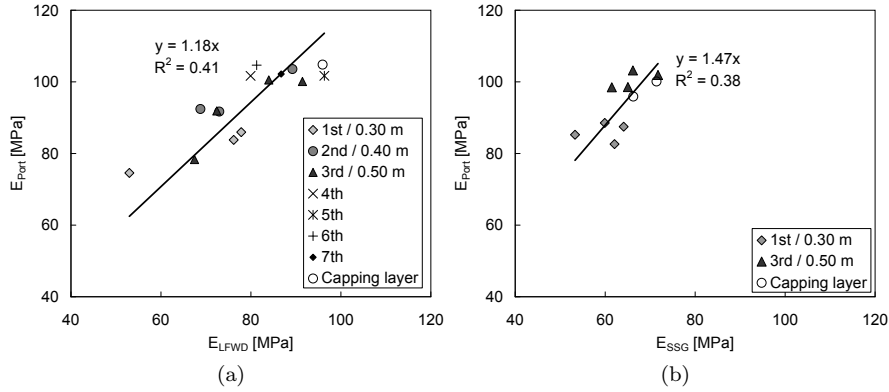 120
100
80
60
40
E_Port [MPa]
y = 1.18x
R² = 0.41
1st / 0.30 m
2nd / 0.40 m
3rd / 0.50 m
4th
5th
6th
7th
Capping layer
40 60 80 100 120
E_LFWD [MPa]
(a)
120
100
80
60
40
E_Port [MPa]
y = 1.47x
R² = 0.38
1st / 0.30 m
3rd / 0.50 m
Capping layer
40 60 80 100 120
E_SSG [MPa]
(b)